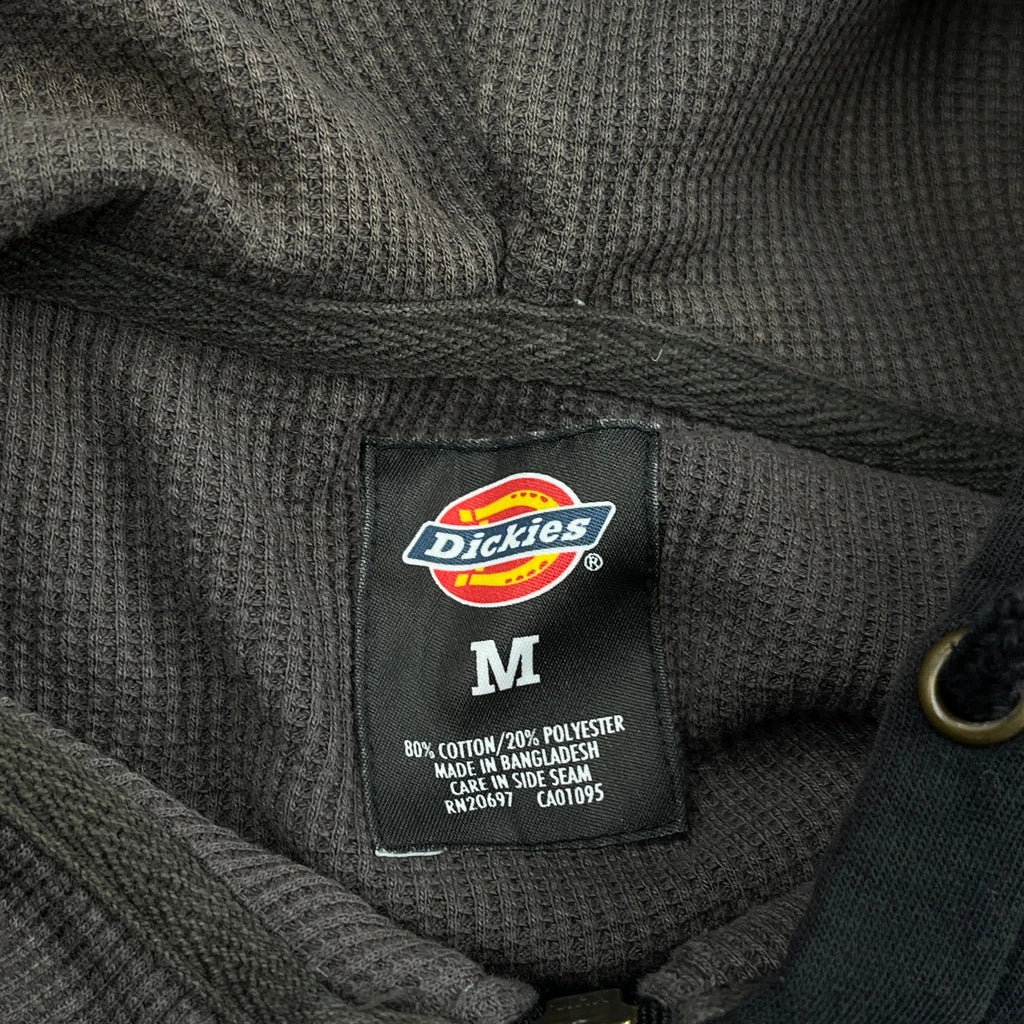 Dickies®
M
80% COTTON/20% POLYESTER
MADE IN BANGLADESH
CARE IN SIDE SEAM
RN20697 CA01095